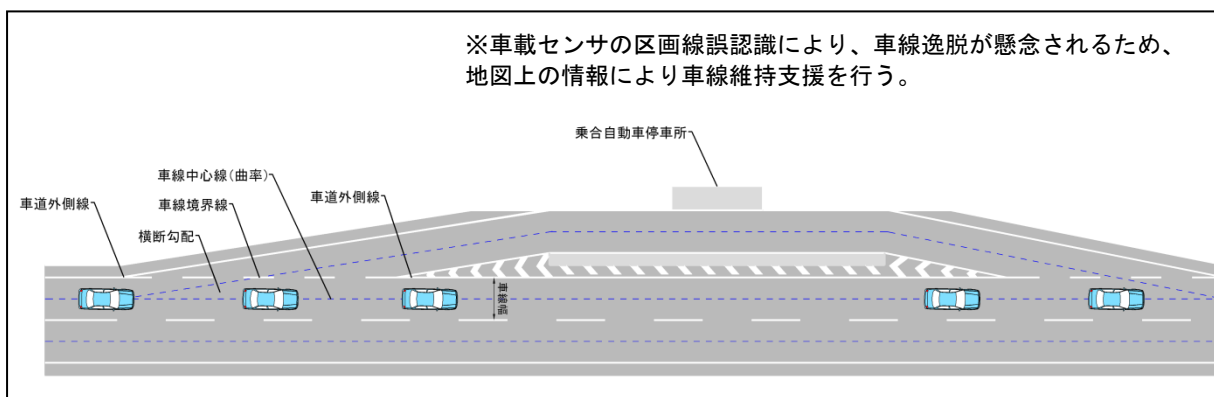 ※車載センサの区画線誤認識により、車線逸脱が懸念されるため、
地図上の情報により車線維持支援を行う。
乗合自動車停車所
車線中心線(曲率)
車道外側線
車道外側線
車線境界線
横断勾配
車線幅